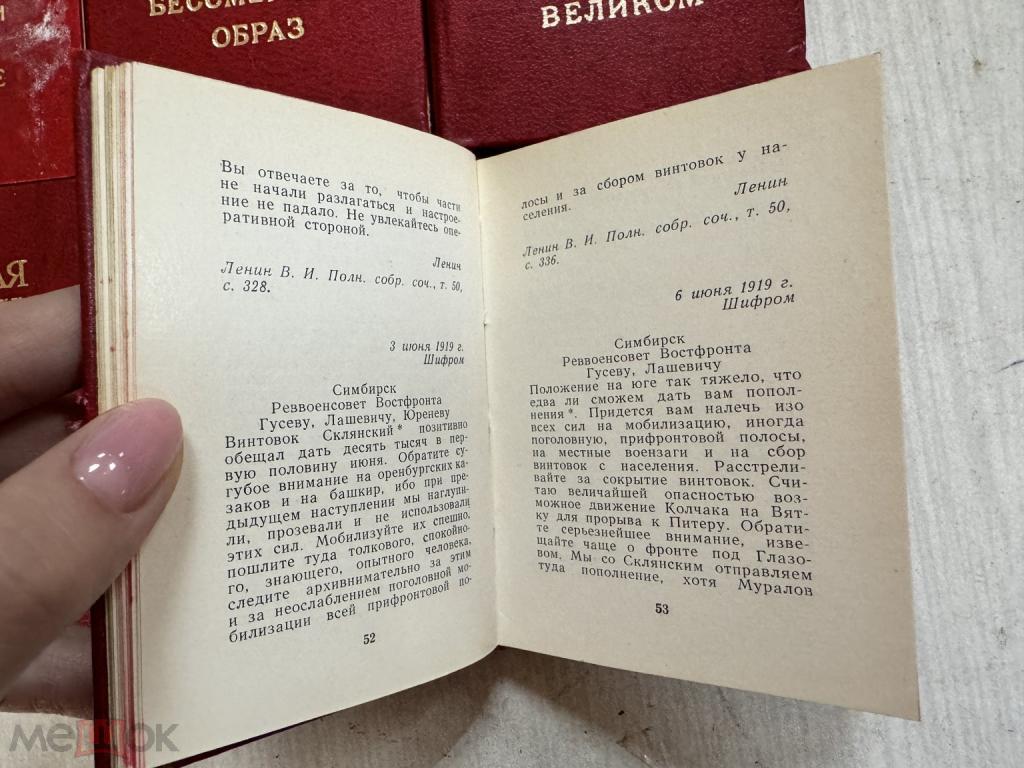 ОБРАЗ
ВЕЛИКОМ
Вы отвечаете за то, чтобы части
не начали разлагаться и настрое-
ние не падало. Не увлекайтесь опе-
ративной стороной.
Ленин
Ленин В. И. Полн. собр. соч., т. 50,
с. 328.
3 июня 1919 г.
Шифром
Симбирск
Реввоенсовет Востфронта
Гусеву, Лашевичу, Юреневу
Винтовок Склянский * позитивно
обещал дать десять тысяч в пер-
вую половину июня. Обратите су-
губое внимание на оренбургских ка-
заков и на башкир, ибо при пре-
дыдущем наступлении мы наглупи-
ли, прозевали и не использовали
этих сил. Мобилизуйте их спешно,
пошлите туда толкового, спокойно-
го, знающего, опытного человека,
следите архивнимательно за этим
и за неослаблением поголовной мо-
билизации всей прифронтовой по-
52
лосы и за сбором винтовок у на-
селения.
Ленин
Ленин В. И. Полн. собр. соч., т. 50,
с. 336.
6 июня 1919 г.
Шифром
Симбирск
Реввоенсовет Востфронта
Гусеву, Лашевичу
Положение на юге так тяжело, что
едва ли сможем дать вам попол-
нения *. Придется вам налечь изо
всех сил на мобилизацию, иногда
поголовную, прифронтовой полосы,
на местные воензаги и на сбор
винтовок с населения. Расстрели-
вайте за сокрытие винтовок. Счи-
таю величайшей опасностью воз-
можное движение Колчака на Вят-
ку для прорыва к Питеру. Обрати-
те серьезнейшее внимание, изве-
щайте чаще о фронте под Глазо-
вом. Мы со Склянским отправляем
туда пополнение, хотя Муралов
53
мешок